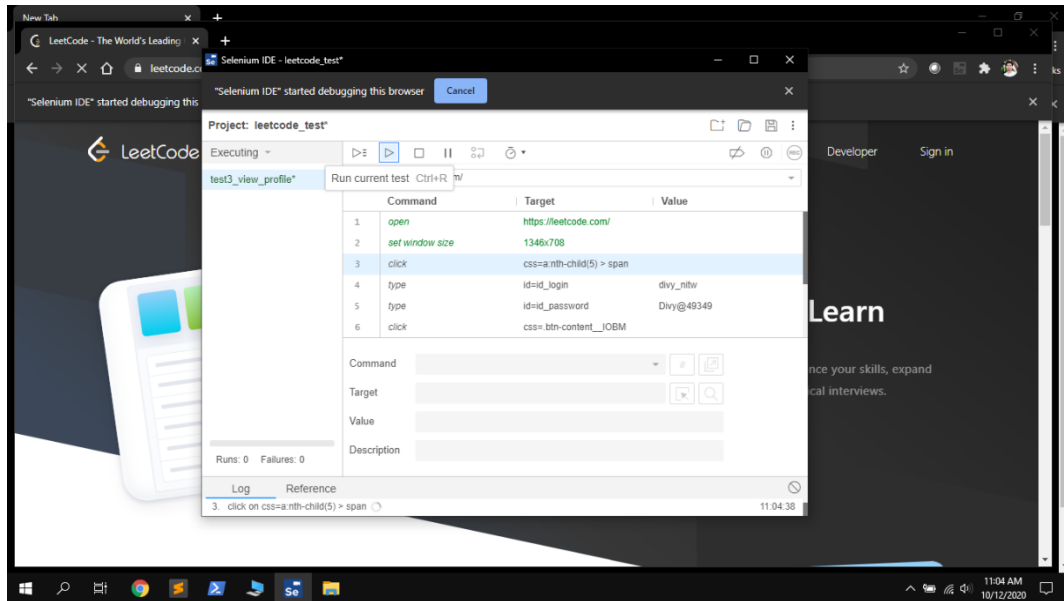 New Tab
LeetCode - The World's Leading
leetcode.c
"Selenium IDE" started debugging this
LeetCode
Developer
Sign in
Learn
nce your skills, expand
cal interviews.
Selenium IDE - leetcode_test*
"Selenium IDE" started debugging this browser
Cancel
Project: leetcode_test*
Executing
REC
test3_view_profile*
Run current test Ctrl+R
m/
Command Target Value
1 open https://leetcode.com/
2 set window size 1346x708
3 click css=a:nth-child(5) > span
4 type id=id_login divy_nitw
5 type id=id_password Divy@49349
6 click css=.btn-content__IOBM
Command
//
Target
Value
Description
Runs: 0 Failures: 0
Log Reference
3. click on css=a:nth-child(5) > span 11:04:38
Se
11:04 AM
10/12/2020